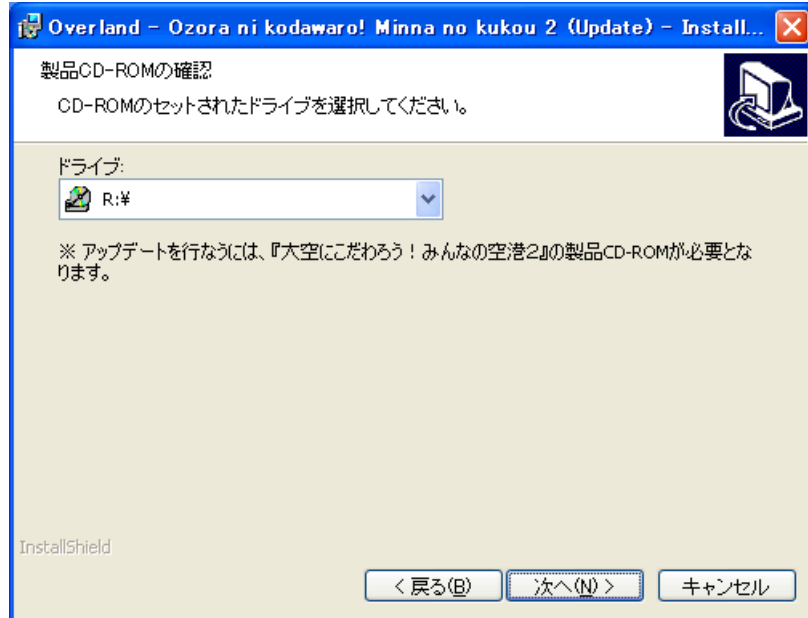 Overland - Ozora ni kodawaro! Minna no kukou 2 (Update) - Install...
製品CD-ROMの確認
CD-ROMのセットされたドライブを選択してください。
ドライブ:
R:¥
※ アップデートを行なうには、『大空にこだわろう！みんなの空港2』の製品CD-ROMが必要とな
ります。
InstallShield
< 戻る(B)
次へ(N) >
キャンセル